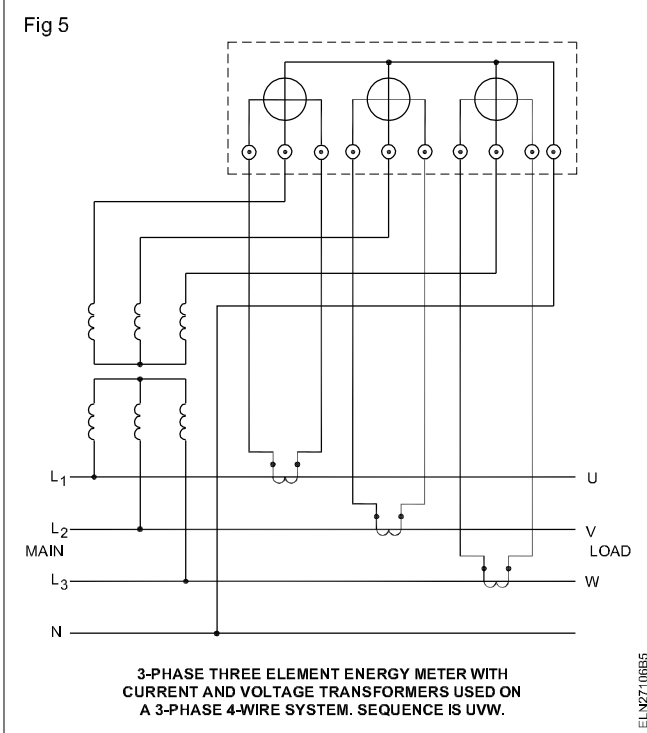 Fig 5
L1
U
L2
V
MAIN
LOAD
L3
W
N
3-PHASE THREE ELEMENT ENERGY METER WITH
CURRENT AND VOLTAGE TRANSFORMERS USED ON
A 3-PHASE 4-WIRE SYSTEM. SEQUENCE IS UVW.
ELN27106B5